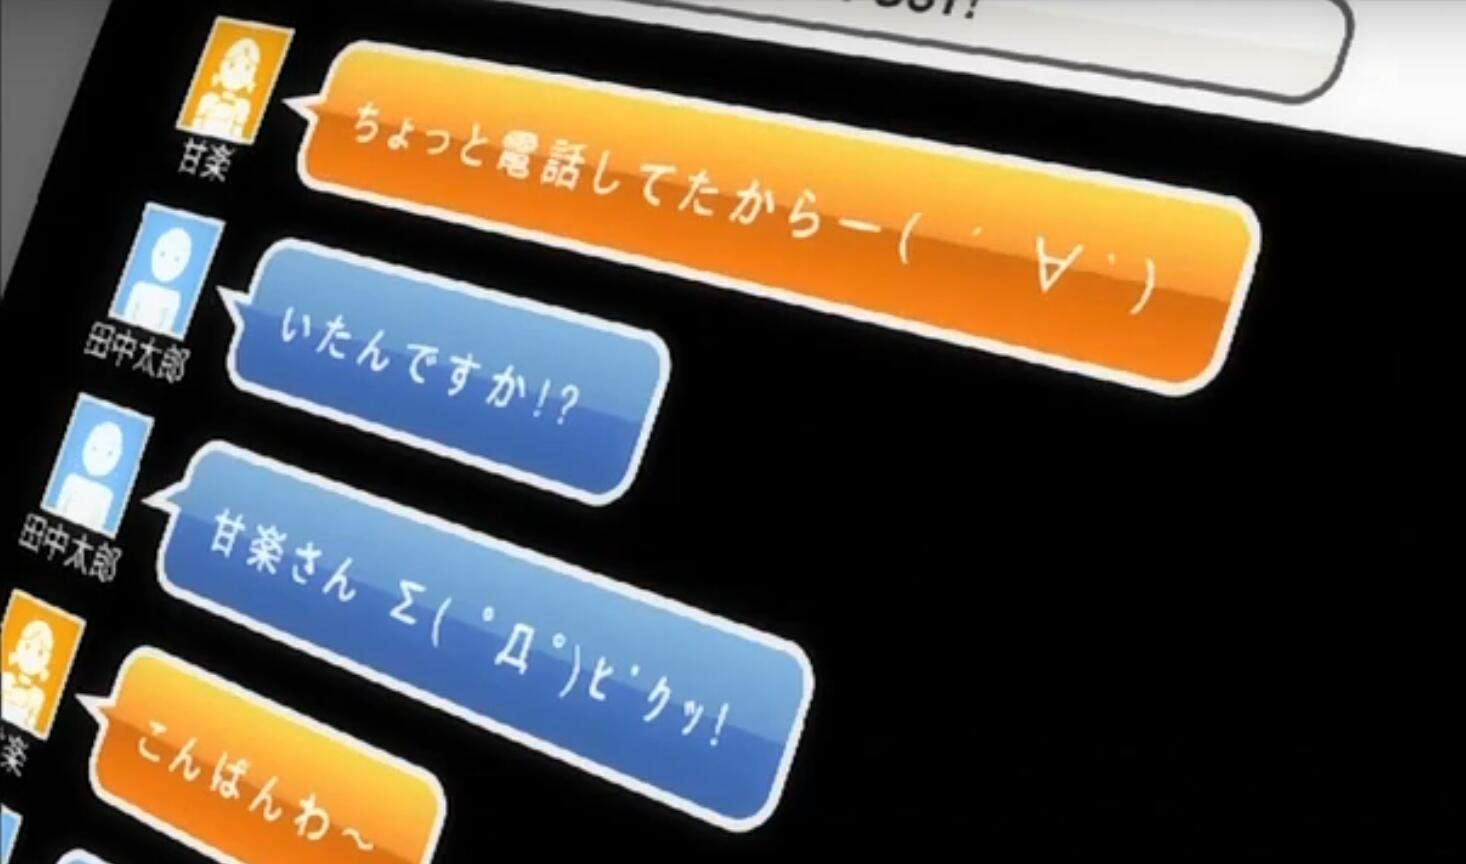 OST!
甘楽
ちょっと電話してたからー( ˙ ∀˙)
田中太郎
いたんですか!?
田中太郎
甘楽さん Σ(ﾟДﾟ)ビクッ!
楽
こんばんわ～